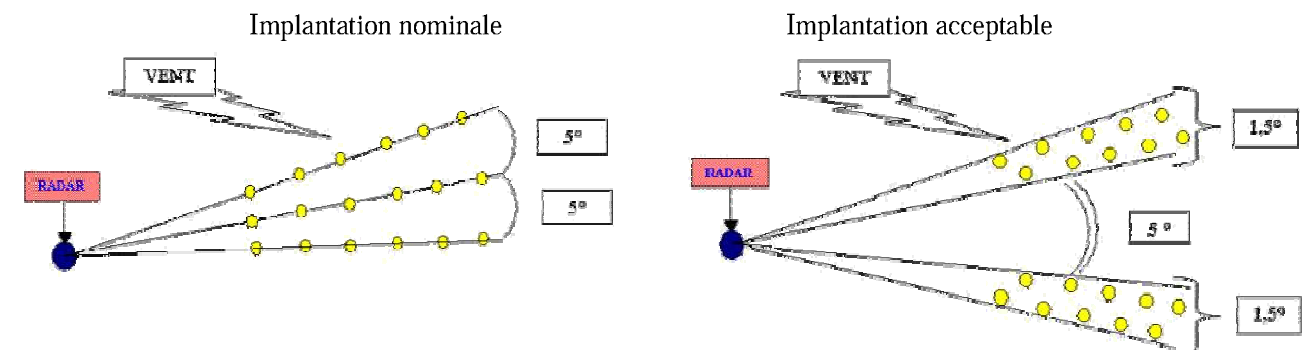 Implantation nominale
VENT
5°
RADAR
5°
Implantation acceptable
VENT
1,5°
RADAR
5 °
1,5°